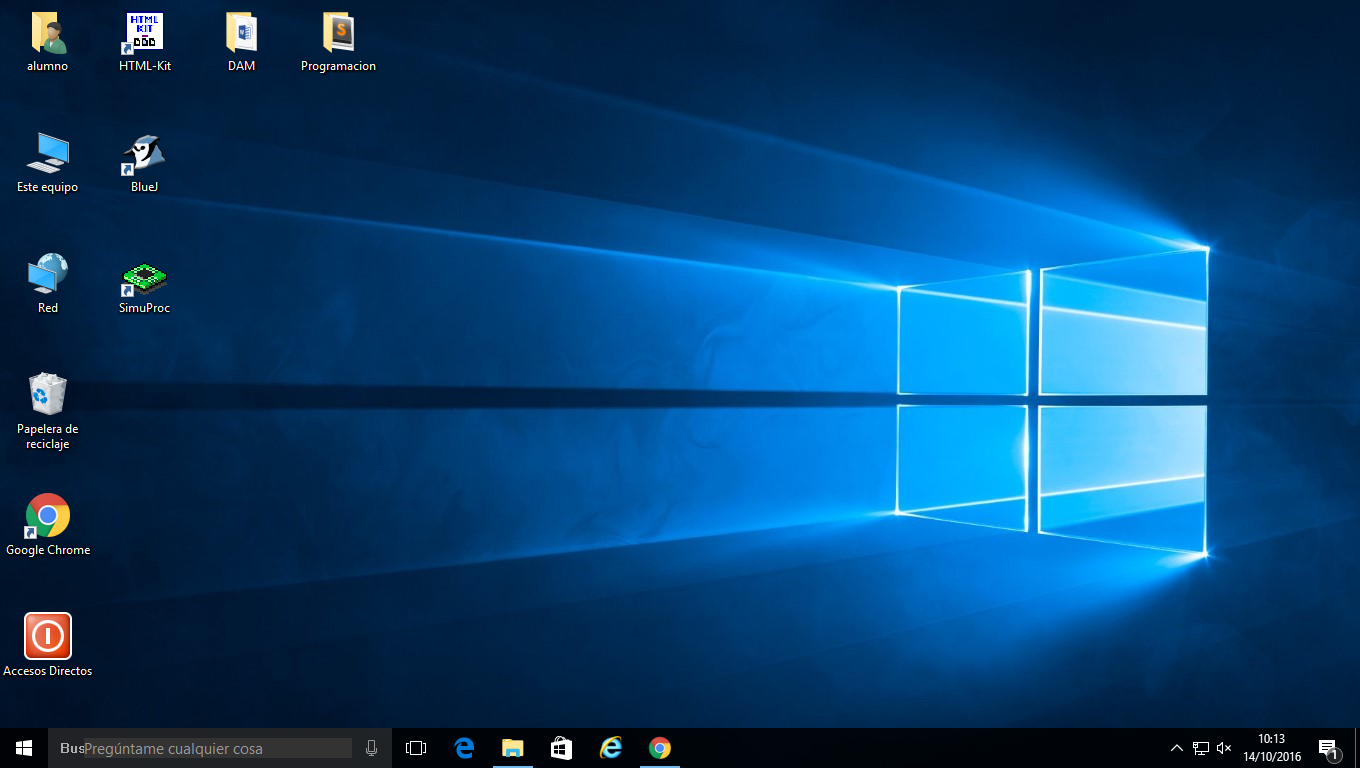 alumno
HTML-Kit
DAM
Programacion
HTML
KIT
S
W
Este equipo
BlueJ
Red
SimuProc
Papelera de
reciclaje
Google Chrome
Accesos Directos
Bus
Pregúntame cualquier cosa
10:13
14/10/2016
1